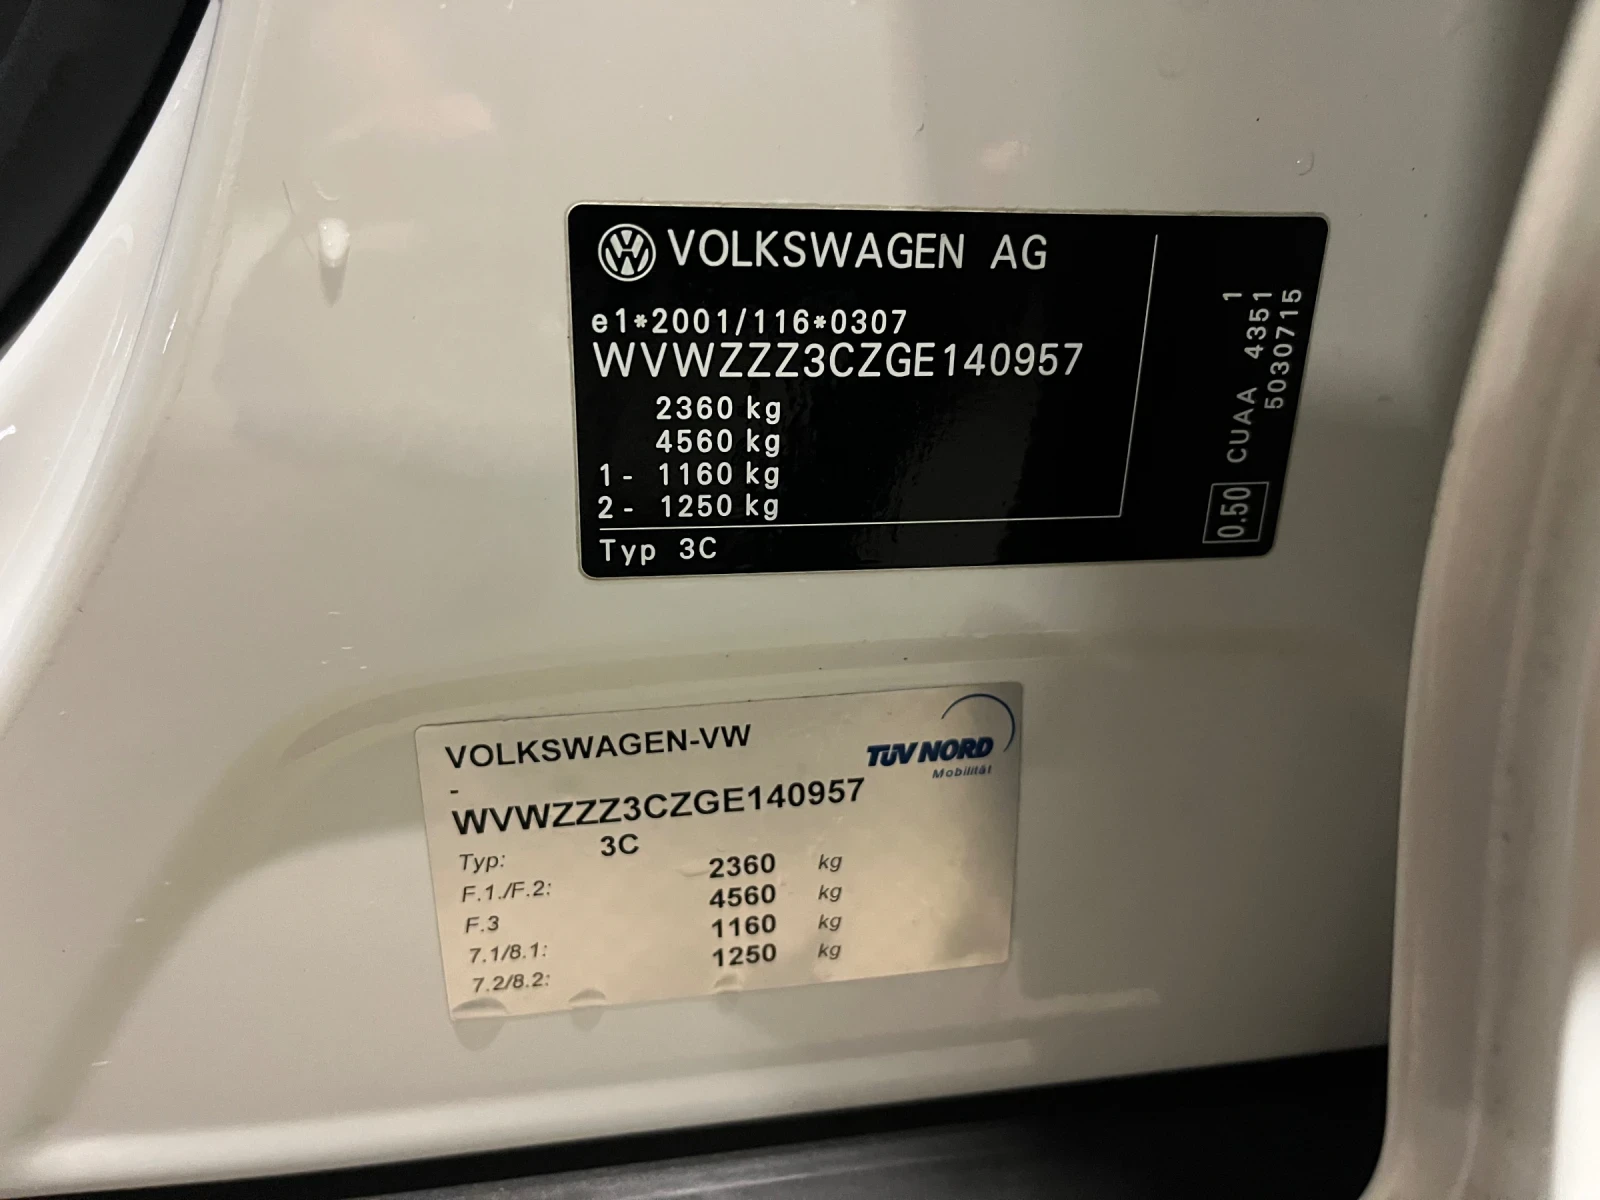 VOLKSWAGEN AG
e1*2001/116*0307
WVWZZZ3CZGE140957
2360 kg
4560 kg
1- 1160 kg
2- 1250 kg
Typ 3C
0.50 CUAA 4351 1
5030715
VOLKSWAGEN-VW
TÜV NORD
Mobilität
-
WVWZZZ3CZGE140957
Typ: 3C
F.1./F.2: 2360 kg
F.3 4560 kg
7.1/8.1: 1160 kg
7.2/8.2: 1250 kg